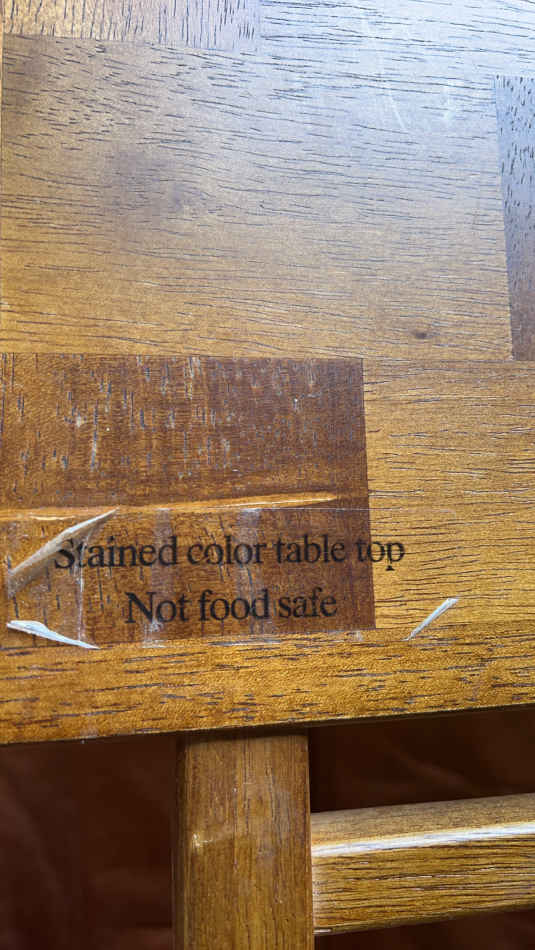 Stained color table top
Not food safe